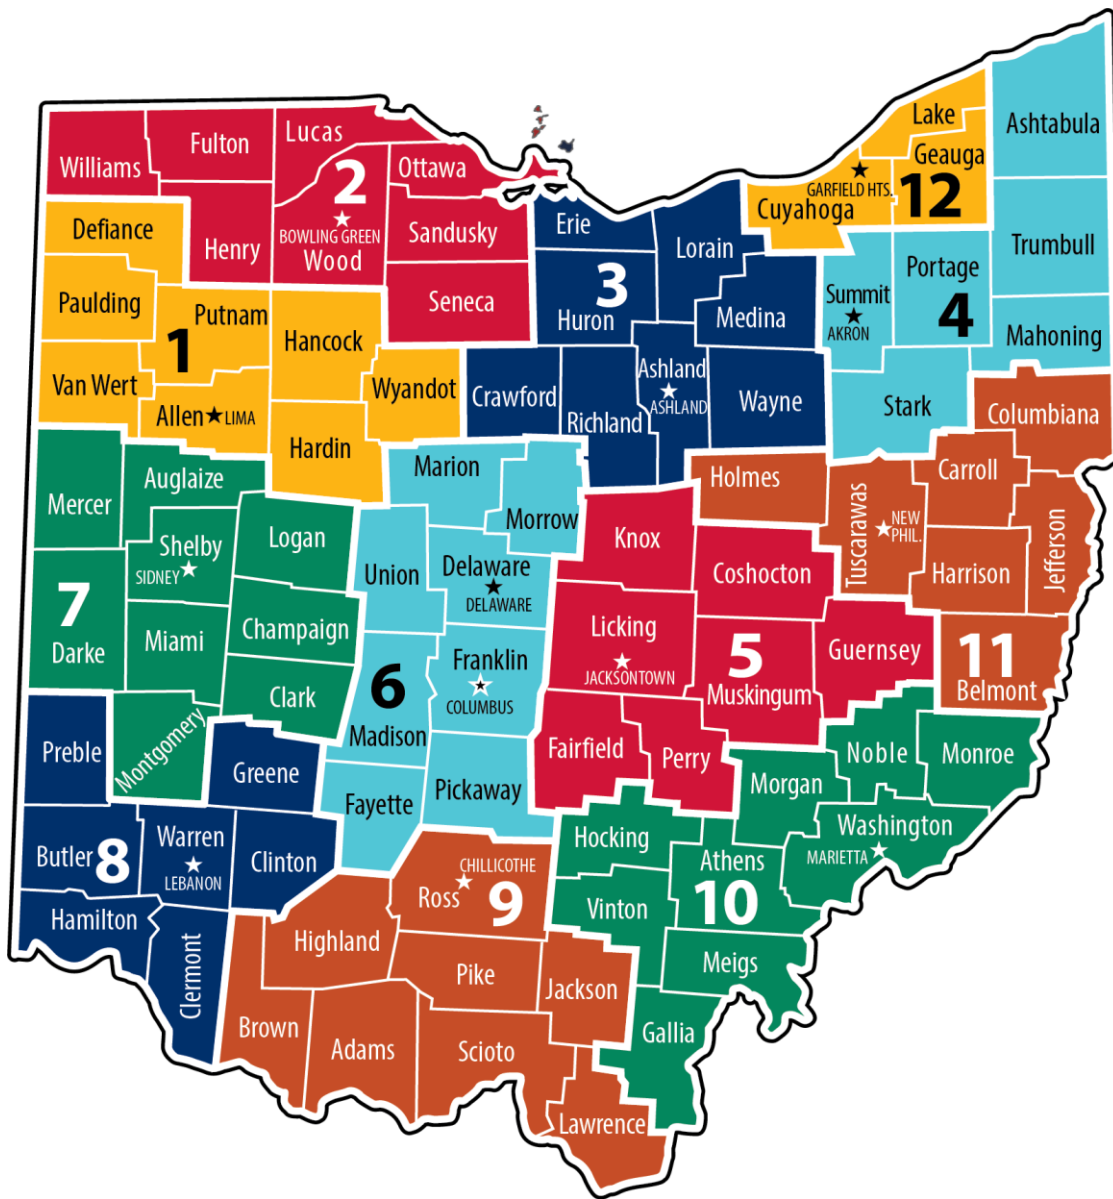 Williams
Fulton
Lucas
Ottawa
2
BOWLING GREEN
Wood
Henry
Sandusky
Seneca
Defiance
Paulding
Putnam
1
Hancock
Van Wert
Allen
LIMA
Wyandot
Hardin
Erie
Lorain
3
Huron
Medina
Crawford
Richland
Ashland
ASHLAND
Wayne
Lake
Geauga
GARFIELD HTS.
12
Cuyahoga
Ashtabula
Trumbull
Portage
Summit
AKRON
4
Mahoning
Stark
Columbiana
Holmes
Carroll
Tuscarawas
NEW
PHIL.
Harrison
Jefferson
11
Belmont
Mercer
Auglaize
Shelby
SIDNEY
Logan
7
Darke
Miami
Champaign
Clark
Montgomery
Marion
Morrow
Union
Delaware
DELAWARE
Franklin
COLUMBUS
6
Madison
Fayette
Pickaway
Knox
Coshocton
Licking
JACKSONTOWN
5
Muskingum
Guernsey
Fairfield
Perry
Preble
Greene
Butler
8
Warren
LEBANON
Clinton
Hamilton
Clermont
CHILLICOTHE
Ross
9
Highland
Pike
Jackson
Brown
Adams
Scioto
Lawrence
Noble
Monroe
Morgan
Washington
MARIETTA
Hocking
Athens
10
Vinton
Meigs
Gallia